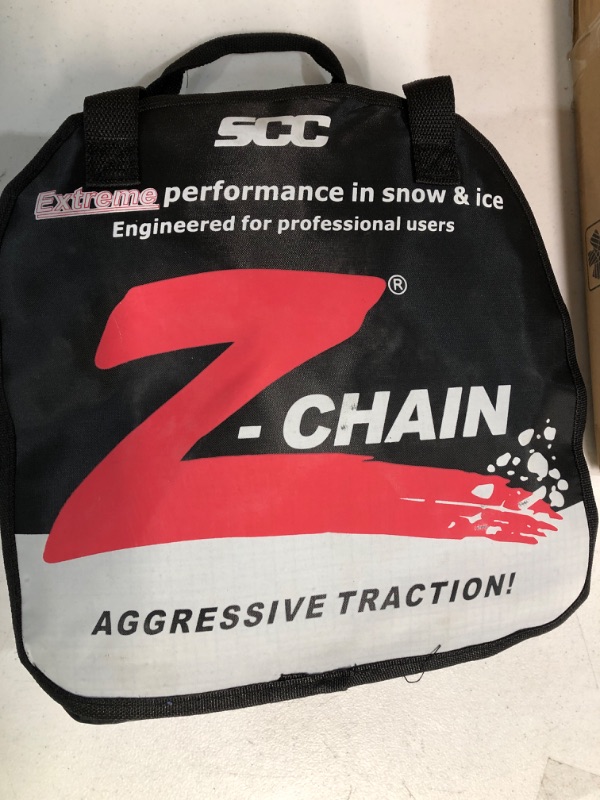 SCC
Extreme performance in snow & ice
Engineered for professional users
Z-CHAIN®
AGGRESSIVE TRACTION!